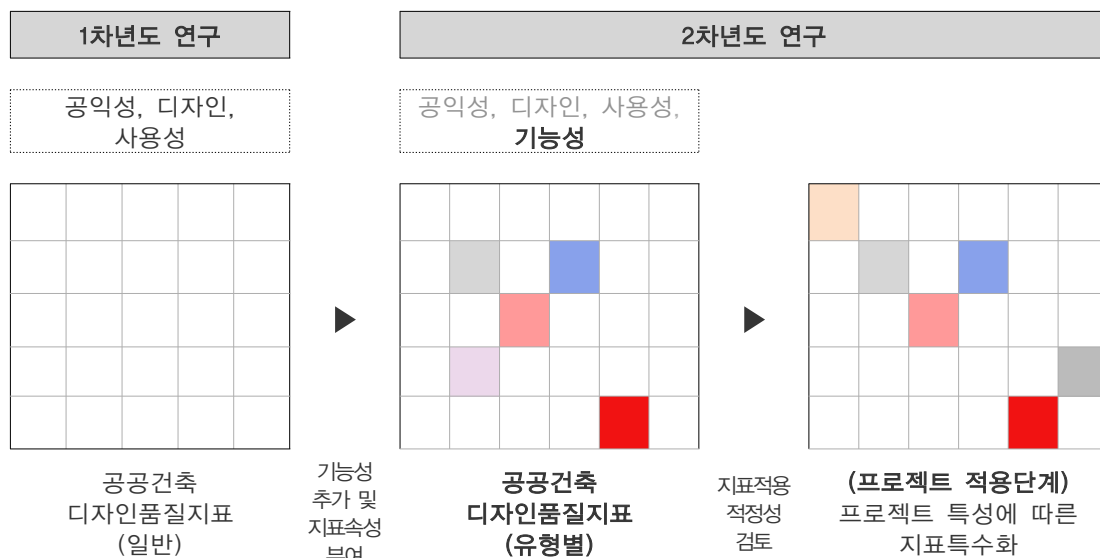 1차년도 연구
2차년도 연구
공익성, 디자인,
사용성
공익성, 디자인, 사용성,
기능성
공공건축
디자인품질지표
(일반)
기능성
추가 및
지표속성
부여
공공건축
디자인품질지표
(유형별)
지표적용
적정성
검토
(프로젝트 적용단계)
프로젝트 특성에 따른
지표특수화